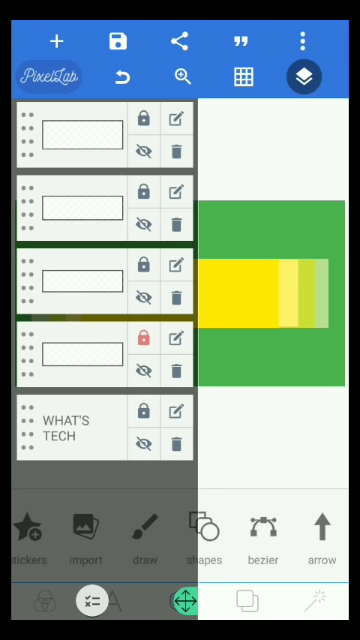 PixelLab
WHAT'S
TECH
tickers
import
draw
shapes
bezier
arrow